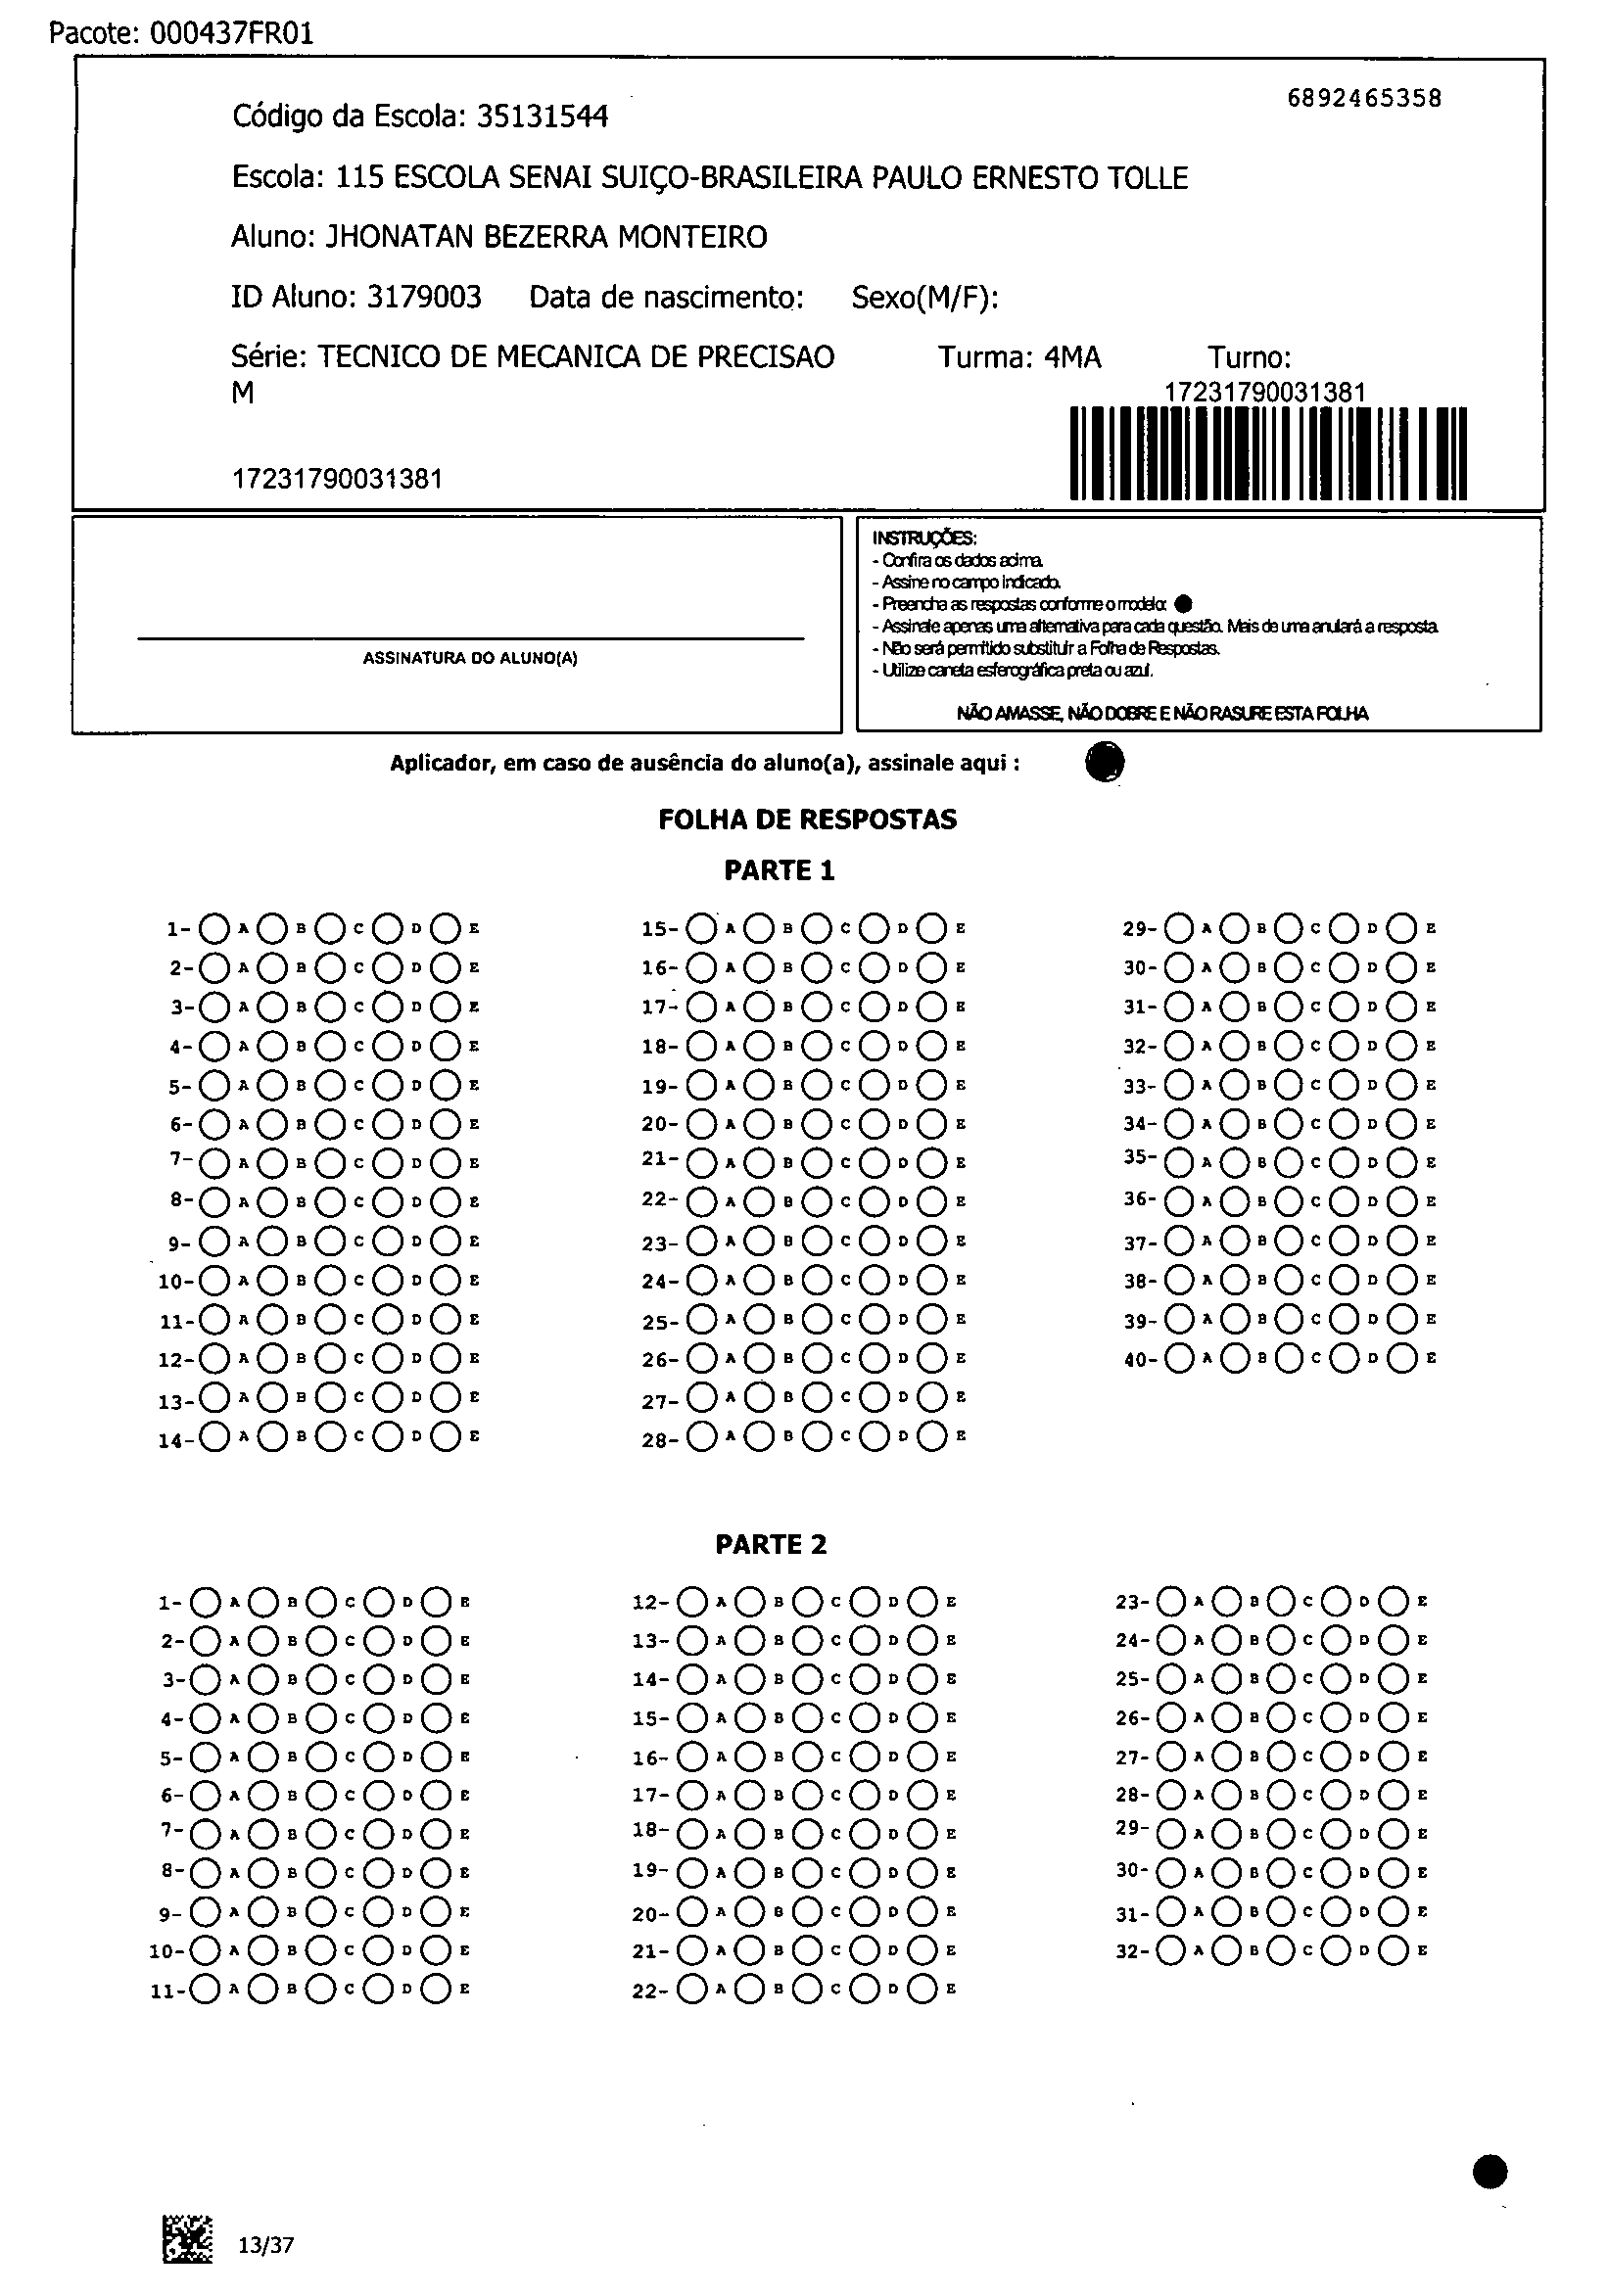 Pacote: 000437FR01
6892465358
Código da Escola: 35131544
Escola: 115 ESCOLA SENAI SUIÇO-BRASILEIRA PAULO ERNESTO TOLLE
Aluno: JHONATAN BEZERRA MONTEIRO
ID Aluno: 3179003 Data de nascimento: Sexo(M/F):
Série: TECNICO DE MECANICA DE PRECISAO Turma: 4MA Turno:
M
17231790031381
17231790031381
ASSINATURA DO ALUNO(A)
INSTRUÇÕES:
- Confira os dados acima.
- Assine no campo indicado.
- Preencha as respostas conforme o modelo:
- Assinale apenas uma alternativa para cada questão. Mais de uma anulará a resposta.
- Não será permitido substituir a Folha de Respostas.
- Utilize caneta esferográfica preta ou azul.
NÃO AMASSE, NÃO DOBRE E NÃO RASURE ESTA FOLHA
Aplicador, em caso de ausência do aluno(a), assinale aqui :
FOLHA DE RESPOSTAS
PARTE 1
1- A B C D E
2- A B C D E
3- A B C D E
4- A B C D E
5- A B C D E
6- A B C D E
7- A B C D E
8- A B C D E
9- A B C D E
10- A B C D E
11- A B C D E
12- A B C D E
13- A B C D E
14- A B C D E
15- A B C D E
16- A B C D E
17- A B C D E
18- A B C D E
19- A B C D E
20- A B C D E
21- A B C D E
22- A B C D E
23- A B C D E
24- A B C D E
25- A B C D E
26- A B C D E
27- A B C D E
28- A B C D E
29- A B C D E
30- A B C D E
31- A B C D E
32- A B C D E
33- A B C D E
34- A B C D E
35- A B C D E
36- A B C D E
37- A B C D E
38- A B C D E
39- A B C D E
40- A B C D E
PARTE 2
1- A B C D E
2- A B C D E
3- A B C D E
4- A B C D E
5- A B C D E
6- A B C D E
7- A B C D E
8- A B C D E
9- A B C D E
10- A B C D E
11- A B C D E
12- A B C D E
13- A B C D E
14- A B C D E
15- A B C D E
16- A B C D E
17- A B C D E
18- A B C D E
19- A B C D E
20- A B C D E
21- A B C D E
22- A B C D E
23- A B C D E
24- A B C D E
25- A B C D E
26- A B C D E
27- A B C D E
28- A B C D E
29- A B C D E
30- A B C D E
31- A B C D E
32- A B C D E
13/37